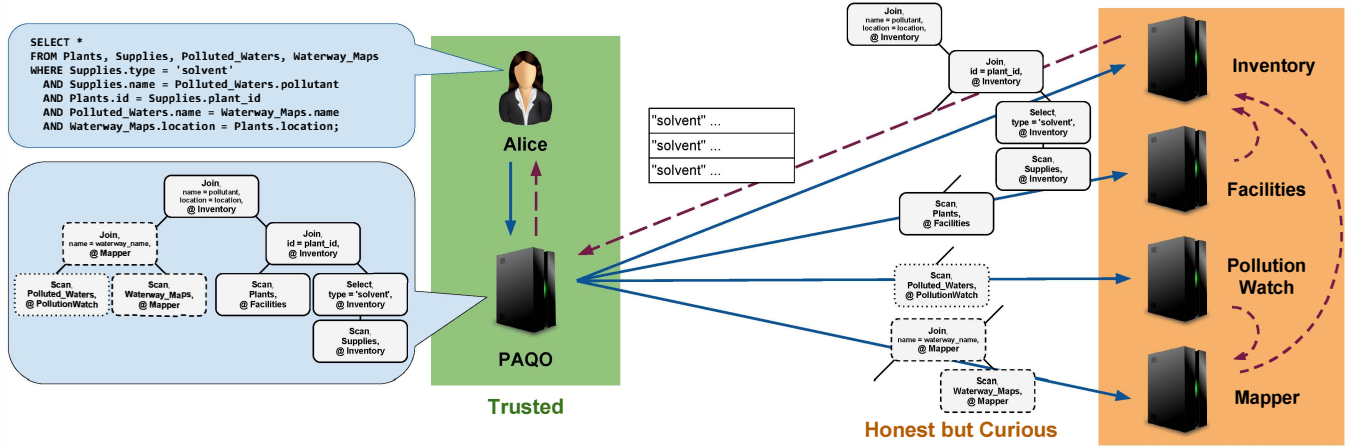 SELECT *
FROM Plants, Supplies, Polluted_Waters, Waterway_Maps
WHERE Supplies.type = 'solvent'
AND Supplies.name = Polluted_Waters.pollutant
AND Plants.id = Supplies.plant_id
AND Polluted_Waters.name = Waterway_Maps.name
AND Waterway_Maps.location = Plants.location;
Join,
name = pollutant,
location = location,
@ Inventory
Join,
name = waterway_name,
@ Mapper
Join,
id = plant_id,
@ Inventory
Scan,
Polluted_Waters,
@ PollutionWatch
Scan,
Waterway_Maps,
@ Mapper
Scan,
Plants,
@ Facilities
Select,
type = 'solvent',
@ Inventory
Scan,
Supplies,
@ Inventory
Alice
PAQO
Trusted
"solvent" ...
"solvent" ...
"solvent" ...
Join,
name = pollutant,
location = location,
@ Inventory
Join,
id = plant_id,
@ Inventory
Select,
type = 'solvent',
@ Inventory
Scan,
Supplies,
@ Inventory
Scan,
Plants,
@ Facilities
Scan,
Polluted_Waters,
@ PollutionWatch
Join,
name = waterway_name,
@ Mapper
Scan,
Waterway_Maps,
@ Mapper
Honest but Curious
Inventory
Facilities
Pollution
Watch
Mapper